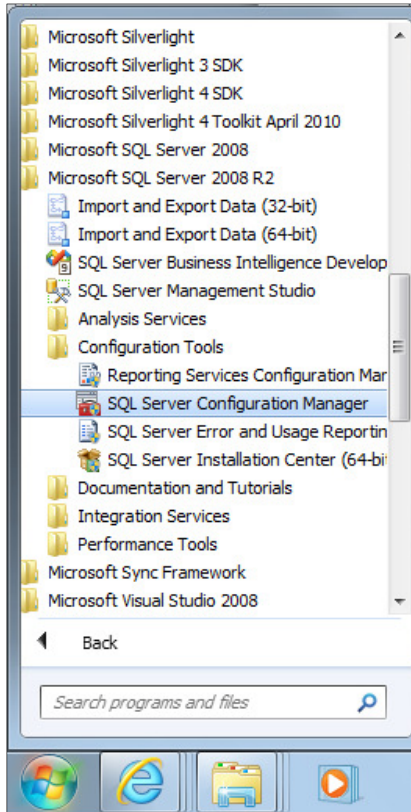 Microsoft Silverlight
Microsoft Silverlight 3 SDK
Microsoft Silverlight 4 SDK
Microsoft Silverlight 4 Toolkit April 2010
Microsoft SQL Server 2008
Microsoft SQL Server 2008 R2
Import and Export Data (32-bit)
Import and Export Data (64-bit)
SQL Server Business Intelligence Develop
SQL Server Management Studio
Analysis Services
Configuration Tools
Reporting Services Configuration Mar
SQL Server Configuration Manager
SQL Server Error and Usage Reportin
SQL Server Installation Center (64-bi
Documentation and Tutorials
Integration Services
Performance Tools
Microsoft Sync Framework
Microsoft Visual Studio 2008
Back
Search programs and files